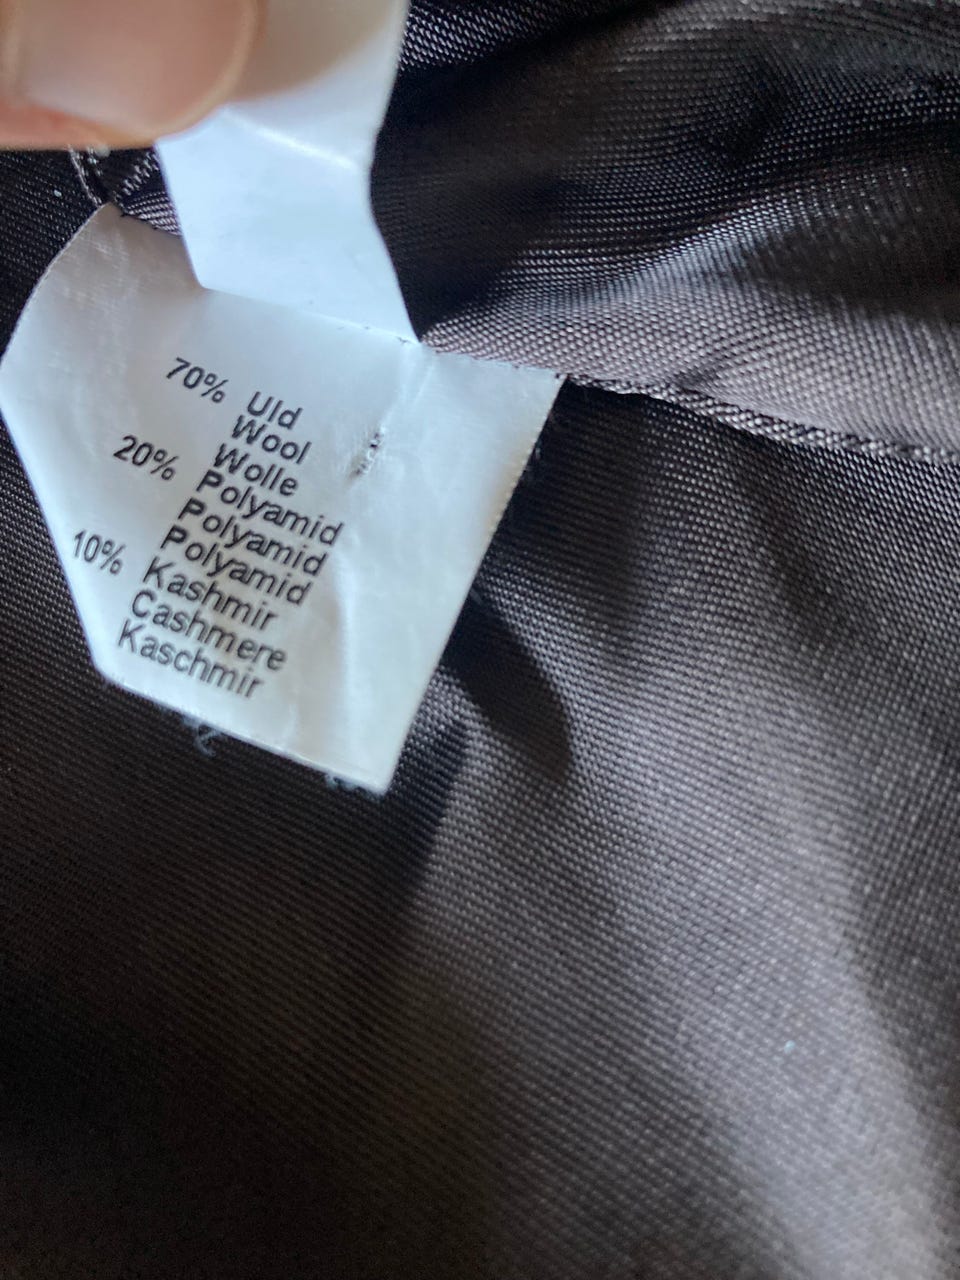 70% Uld
Wool
Wolle
20% Polyamid
Polyamid
Polyamid
10% Kashmir
Cashmere
Kaschmir